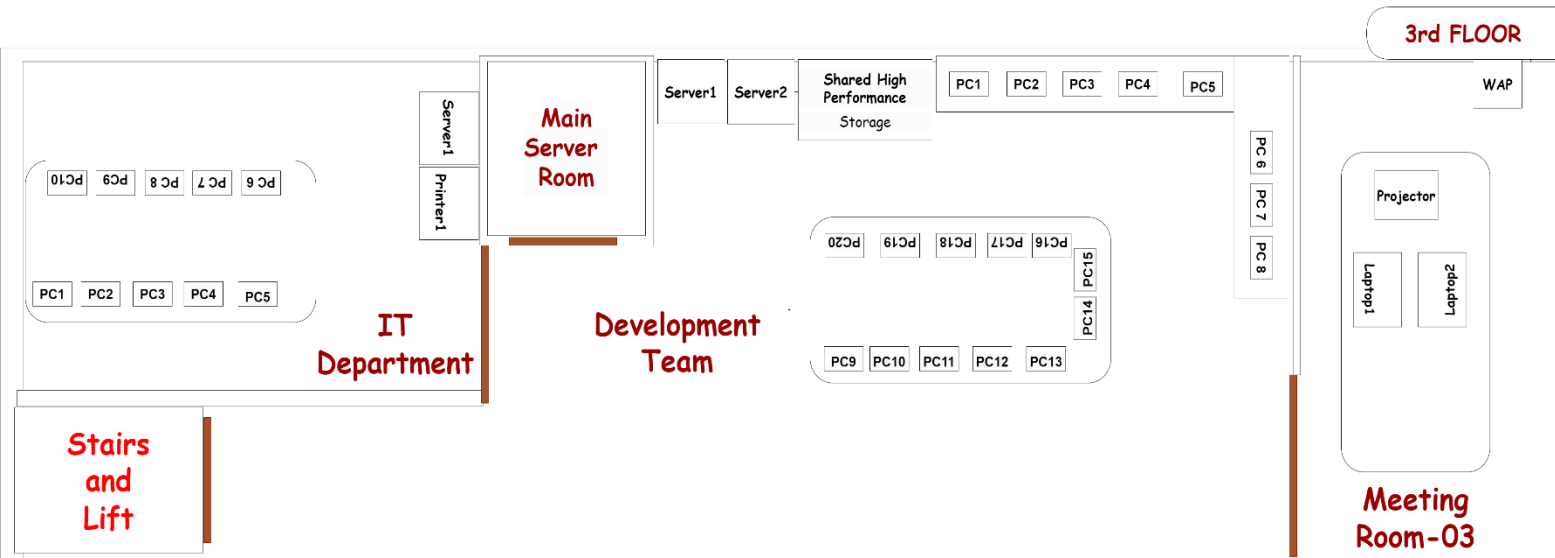 3rd FLOOR
Server1
Printer1
Main
Server
Room
Server1
Server2
Shared High
Performance
Storage
PC1 PC2 PC3 PC4 PC5
WAP
PC10 PC9 PC 8 PC 7 PC 6
PC1 PC2 PC3 PC4 PC5
IT
Department
Development
Team
PC 6
PC 7
PC 8
PC20 PC19 PC18 PC17 PC16
PC15
PC14
PC9 PC10 PC11 PC12 PC13
Projector
Laptop1
Laptop2
Stairs
and
Lift
Meeting
Room-03